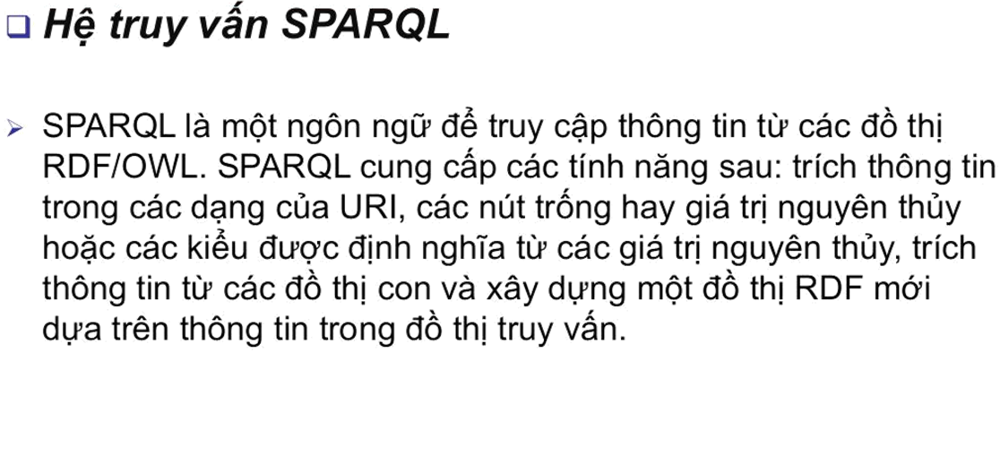 Hệ truy vấn SPARQL
SPARQL là một ngôn ngữ để truy cập thông tin từ các đồ thị
RDF/OWL. SPARQL cung cấp các tính năng sau: trích thông tin
trong các dạng của URI, các nút trống hay giá trị nguyên thủy
hoặc các kiểu được định nghĩa từ các giá trị nguyên thủy, trích
thông tin từ các đồ thị con và xây dựng một đồ thị RDF mới
dựa trên thông tin trong đồ thị truy vấn.